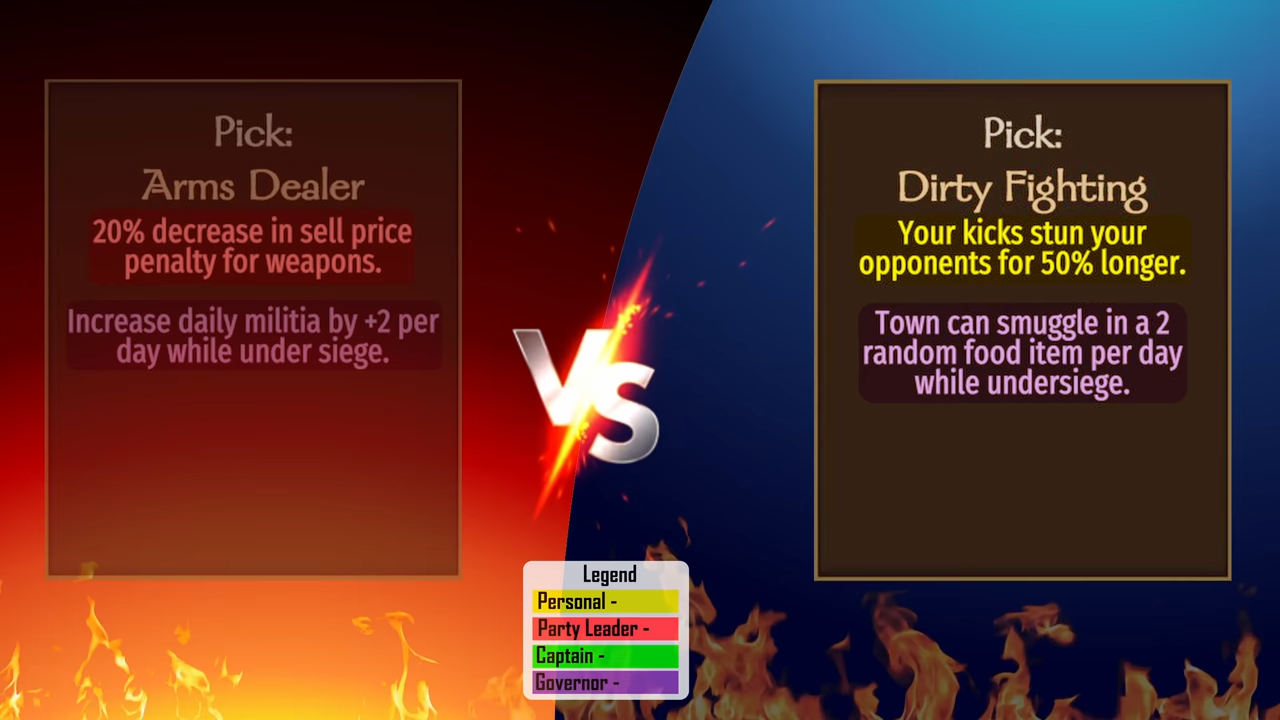 Pick:
Arms Dealer
20% decrease in sell price
penalty for weapons.
Increase daily militia by +2 per
day while under siege.
VS
Pick:
Dirty Fighting
Your kicks stun your
opponents for 50% longer.
Town can smuggle in a 2
random food item per day
while undersiege.
Legend
Personal -
Party Leader -
Captain -
Governor -